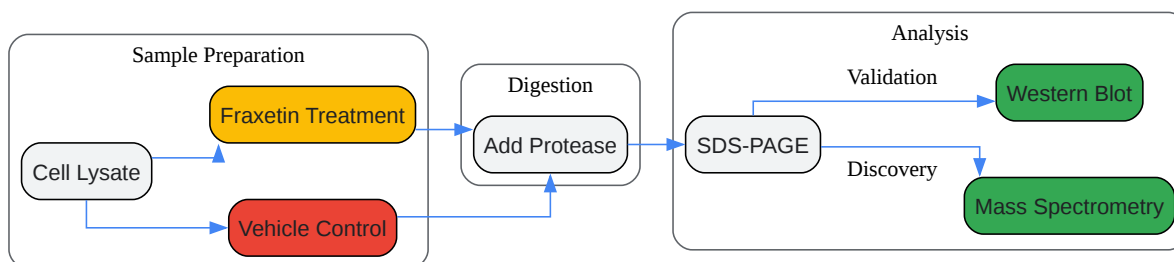 Sample Preparation
Cell Lysate
Fraxetin Treatment
Vehicle Control
Digestion
Add Protease
Analysis
SDS-PAGE
Validation
Western Blot
Discovery
Mass Spectrometry